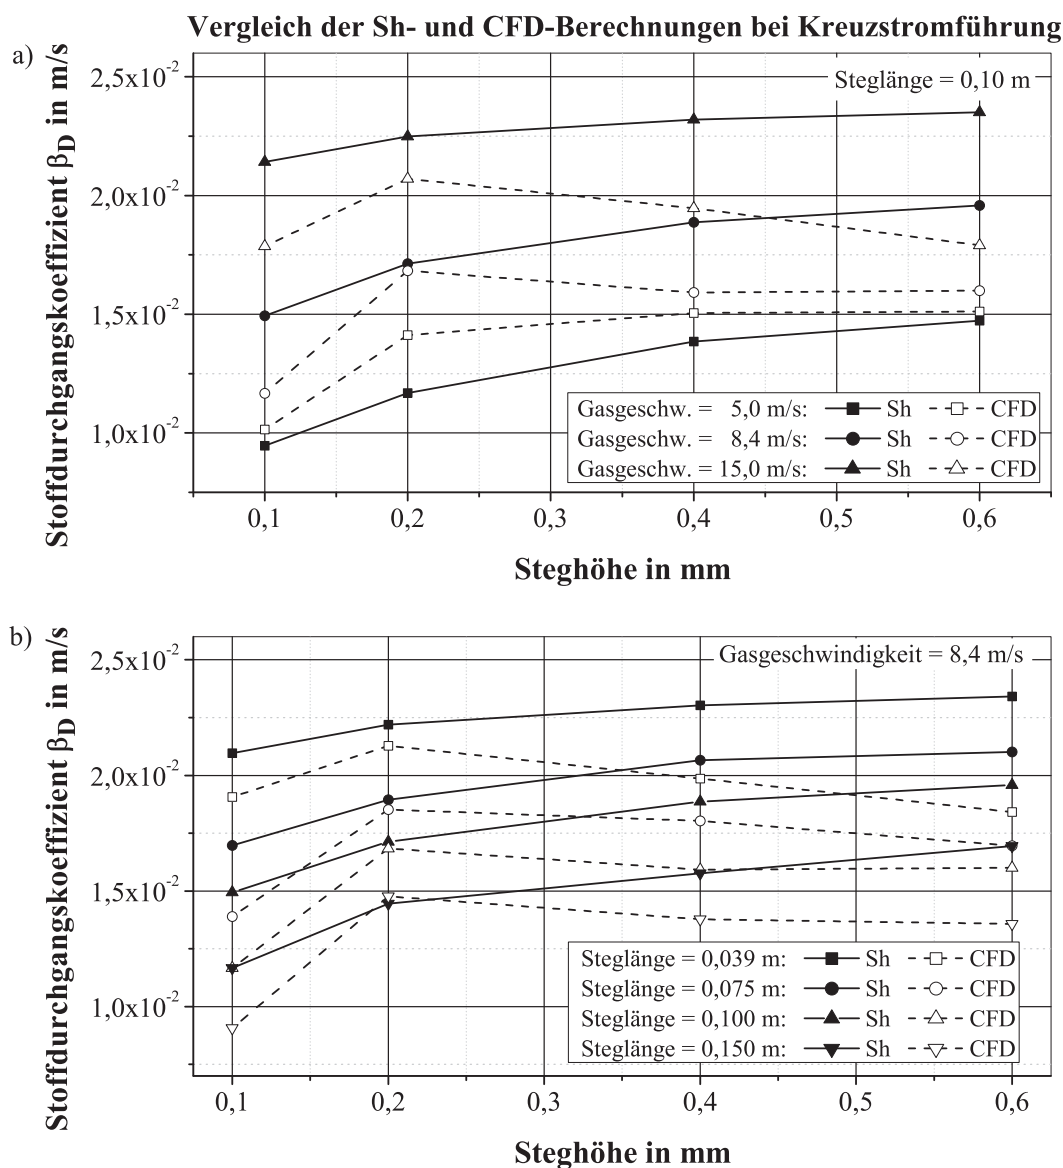 Vergleich der Sh- und CFD-Berechnungen bei Kreuzstromführung
a)
Stoffdurchgangskoeffizient βD in m/s
Steglänge = 0,10 m
2,5x10-2
2,0x10-2
1,5x10-2
1,0x10-2
Gasgeschw. = 5,0 m/s: Sh CFD
Gasgeschw. = 8,4 m/s: Sh CFD
Gasgeschw. = 15,0 m/s: Sh CFD
0,1 0,2 0,3 0,4 0,5 0,6
Steghöhe in mm
b)
Stoffdurchgangskoeffizient βD in m/s
Gasgeschwindigkeit = 8,4 m/s
2,5x10-2
2,0x10-2
1,5x10-2
1,0x10-2
Steglänge = 0,039 m: Sh CFD
Steglänge = 0,075 m: Sh CFD
Steglänge = 0,100 m: Sh CFD
Steglänge = 0,150 m: Sh CFD
0,1 0,2 0,3 0,4 0,5 0,6
Steghöhe in mm